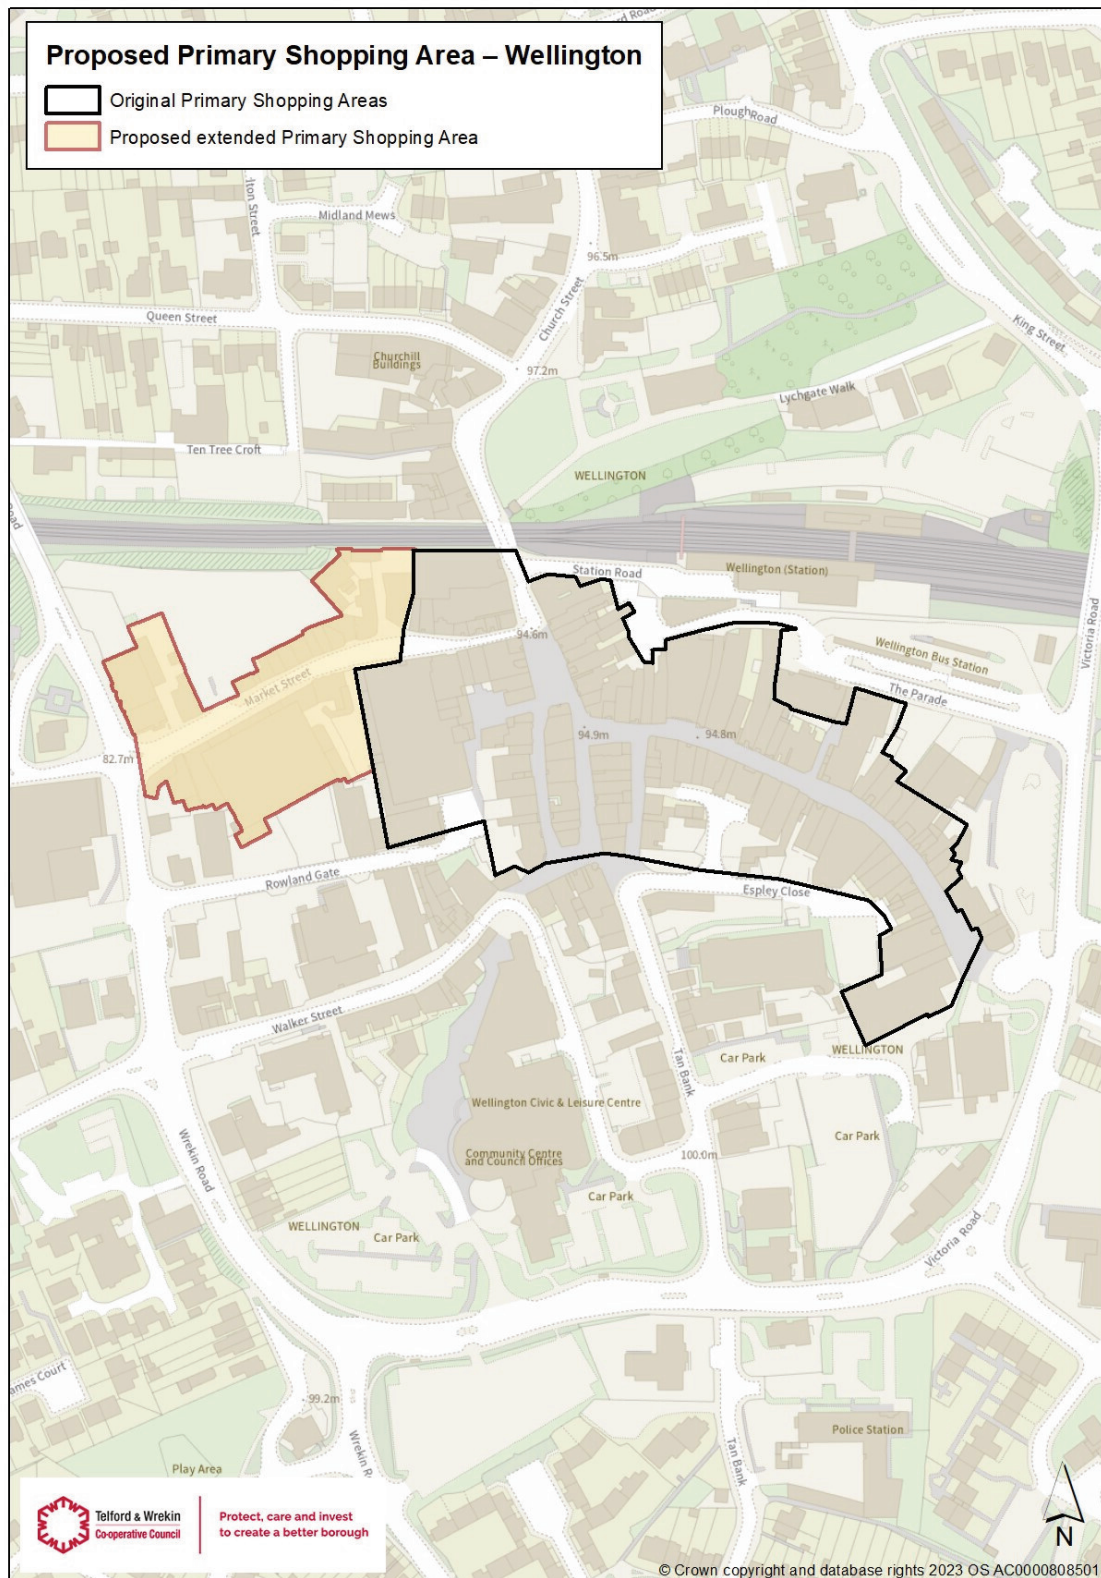 Proposed Primary Shopping Area – Wellington
Original Primary Shopping Areas
Proposed extended Primary Shopping Area
Plough Road
Midland Mews
96.5m
Church Street
Queen Street
King Street
Churchill
Buildings
97.2m
Lychgate Walk
Ten Tree Croft
WELLINGTON
Station Road
Wellington (Station)
Victoria Road
94.6m
Wellington Bus Station
Market Street
The Parade
94.9m
94.8m
82.7m
Rowland Gate
Espley Close
Walker Street
Tan Bank
Car Park
WELLINGTON
Wellington Civic & Leisure Centre
Car Park
Wrekin Road
Community Centre
and Council Offices
100.0m
Car Park
WELLINGTON
Car Park
Victoria Road
99.2m
Police Station
Tan Bank
Play Area
Telford & Wrekin
Co-operative Council
Protect, care and invest
to create a better borough
N
© Crown copyright and database rights 2023 OS AC0000808501